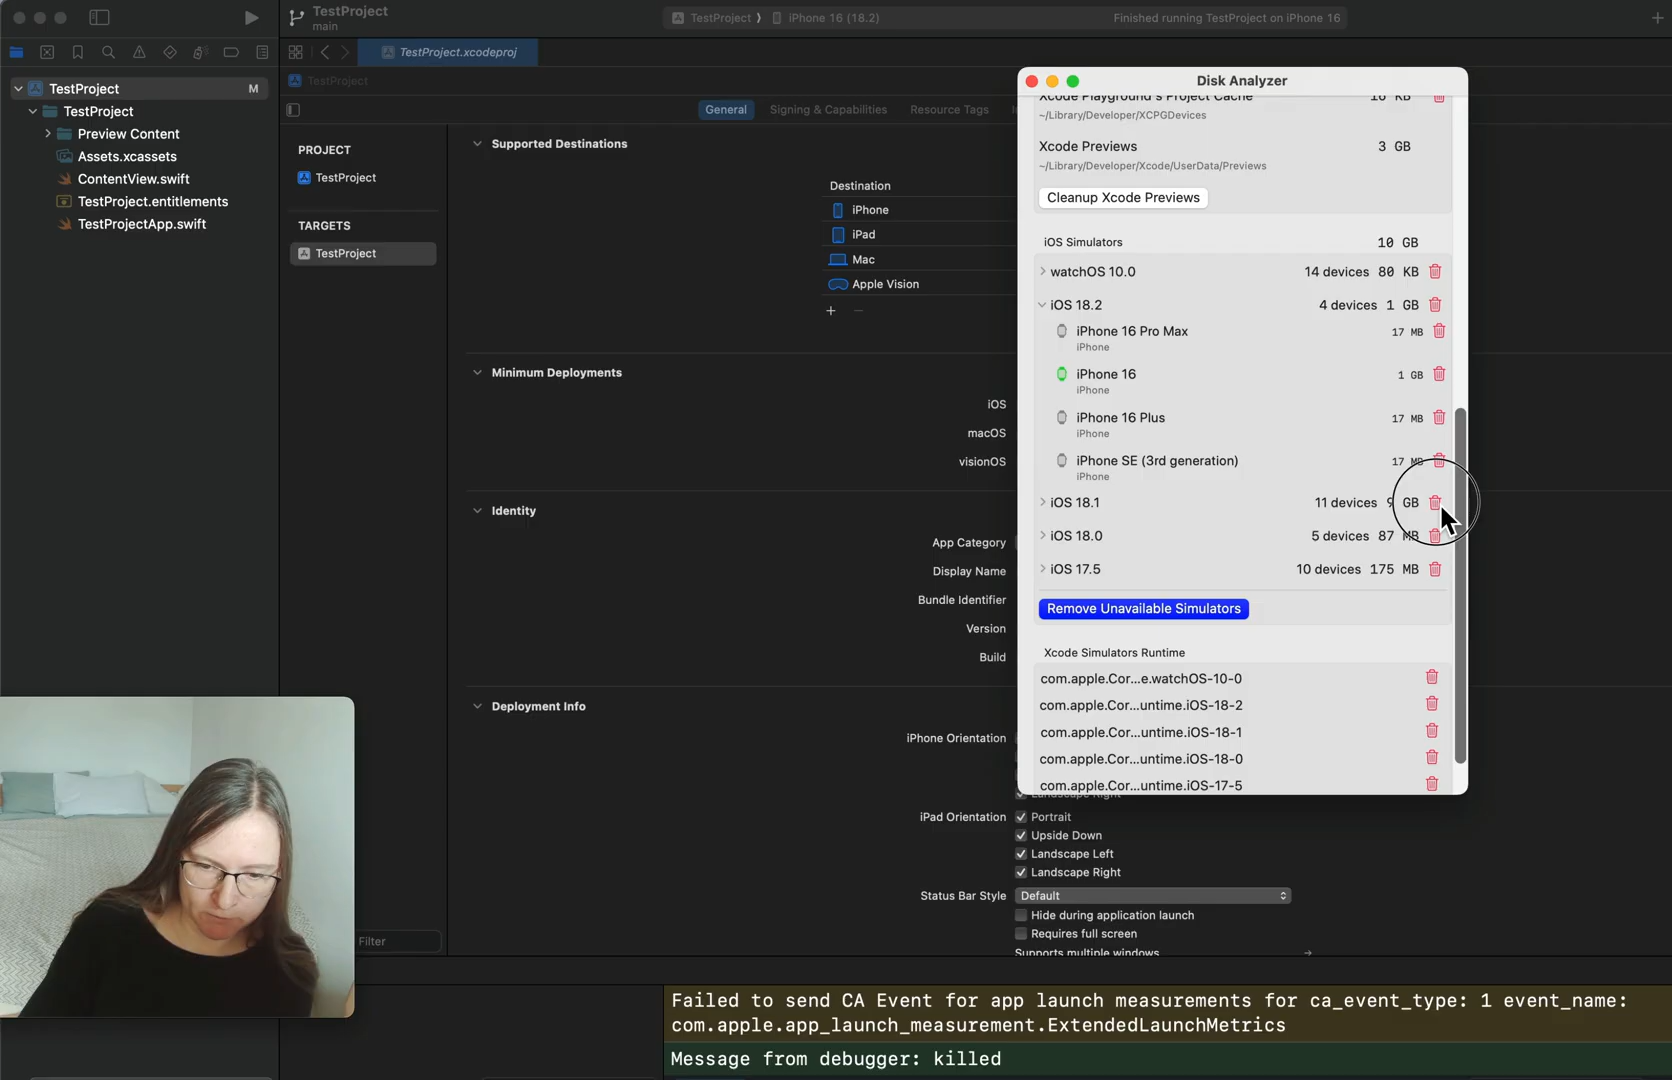 TestProject
main
TestProject ⟩ iPhone 16 (18.2)
Finished running TestProject on iPhone 16
TestProject.xcodeproj
TestProject
General
Signing & Capabilities
Resource Tags
TestProject
M
TestProject
Preview Content
Assets.xcassets
ContentView.swift
TestProject.entitlements
TestProjectApp.swift
Filter
PROJECT
TestProject
TARGETS
TestProject
Supported Destinations
Destination
iPhone
iPad
Mac
Apple Vision
Minimum Deployments
iOS
macOS
visionOS
Identity
App Category
Display Name
Bundle Identifier
Version
Build
Deployment Info
iPhone Orientation
Landscape Right
iPad Orientation
Portrait
Upside Down
Landscape Left
Landscape Right
Status Bar Style
Default
Hide during application launch
Requires full screen
Supports multiple windows
Disk Analyzer
Xcode Playground's Project Cache
~/Library/Developer/XCPGDevices
Xcode Previews 3 GB
~/Library/Developer/Xcode/UserData/Previews
Cleanup Xcode Previews
iOS Simulators 10 GB
watchOS 10.0 14 devices 80 KB
iOS 18.2 4 devices 1 GB
iPhone 16 Pro Max 17 MB
iPhone
iPhone 16 1 GB
iPhone
iPhone 16 Plus 17 MB
iPhone
iPhone SE (3rd generation) 17 MB
iPhone
iOS 18.1 11 devices 9 GB
iOS 18.0 5 devices 87 MB
iOS 17.5 10 devices 175 MB
Remove Unavailable Simulators
Xcode Simulators Runtime
com.apple.Cor...e.watchOS-10-0
com.apple.Cor...untime.iOS-18-2
com.apple.Cor...untime.iOS-18-1
com.apple.Cor...untime.iOS-18-0
com.apple.Cor...untime.iOS-17-5
Failed to send CA Event for app launch measurements for ca_event_type: 1 event_name:
com.apple.app_launch_measurement.ExtendedLaunchMetrics
Message from debugger: killed